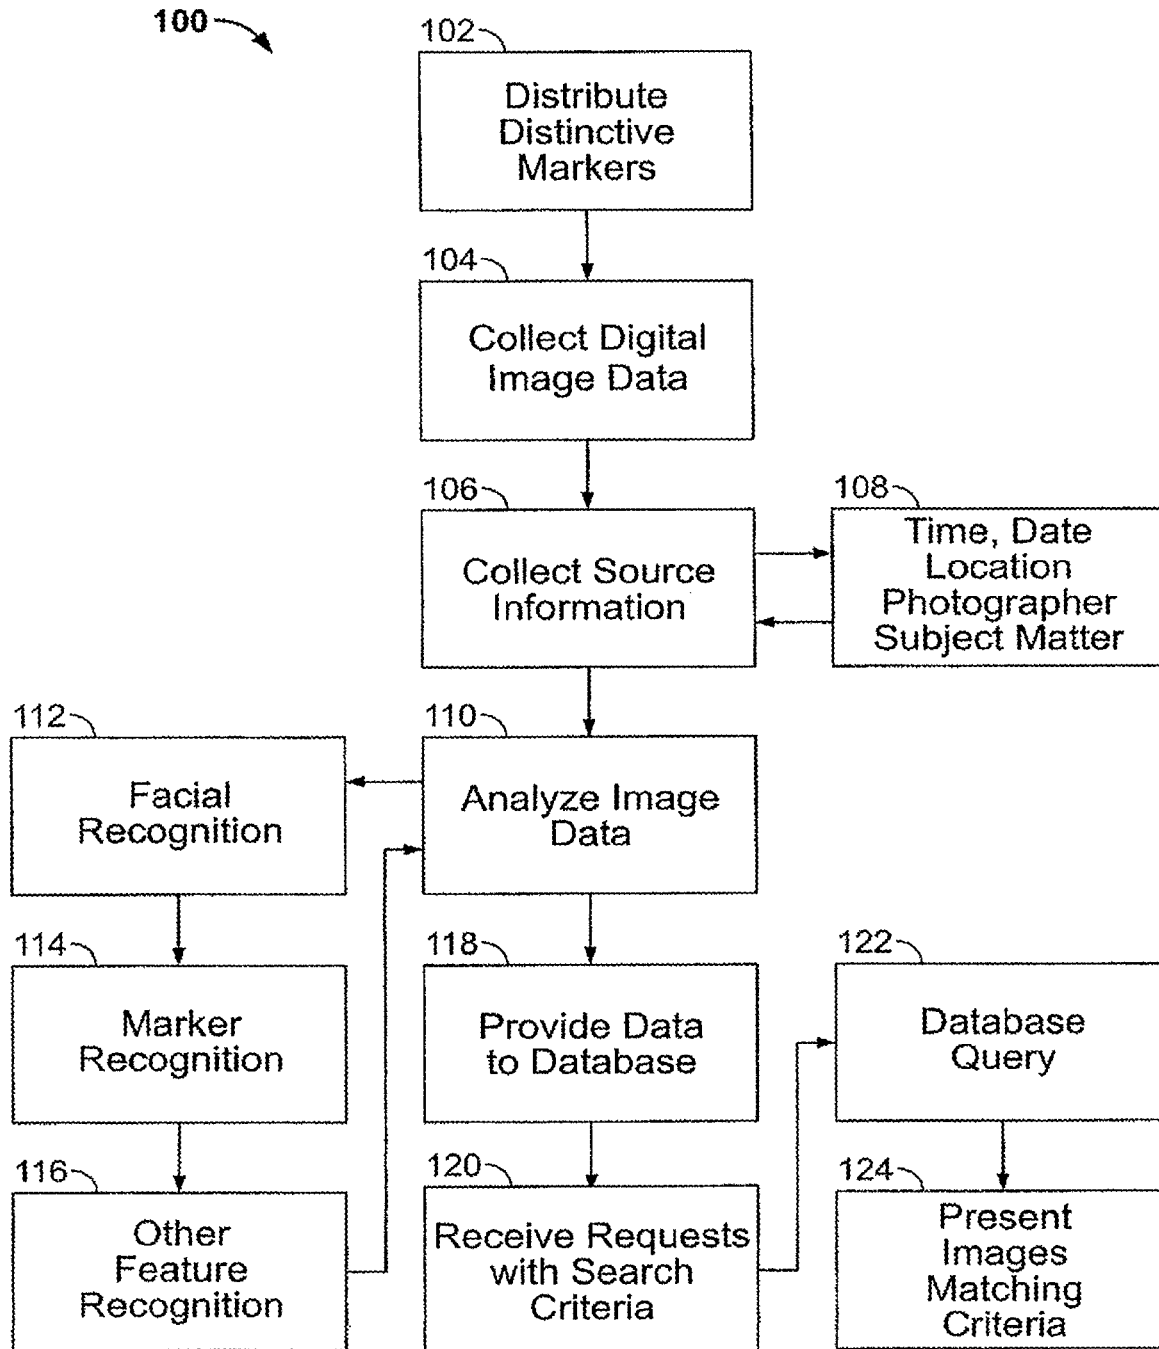 100
102
Distribute
Distinctive
Markers
104
Collect Digital
Image Data
106
Collect Source
Information
108
Time, Date
Location
Photographer
Subject Matter
112
Facial
Recognition
110
Analyze Image
Data
114
Marker
Recognition
118
Provide Data
to Database
122
Database
Query
116
Other
Feature
Recognition
120
Receive Requests
with Search
Criteria
124
Present
Images
Matching
Criteria